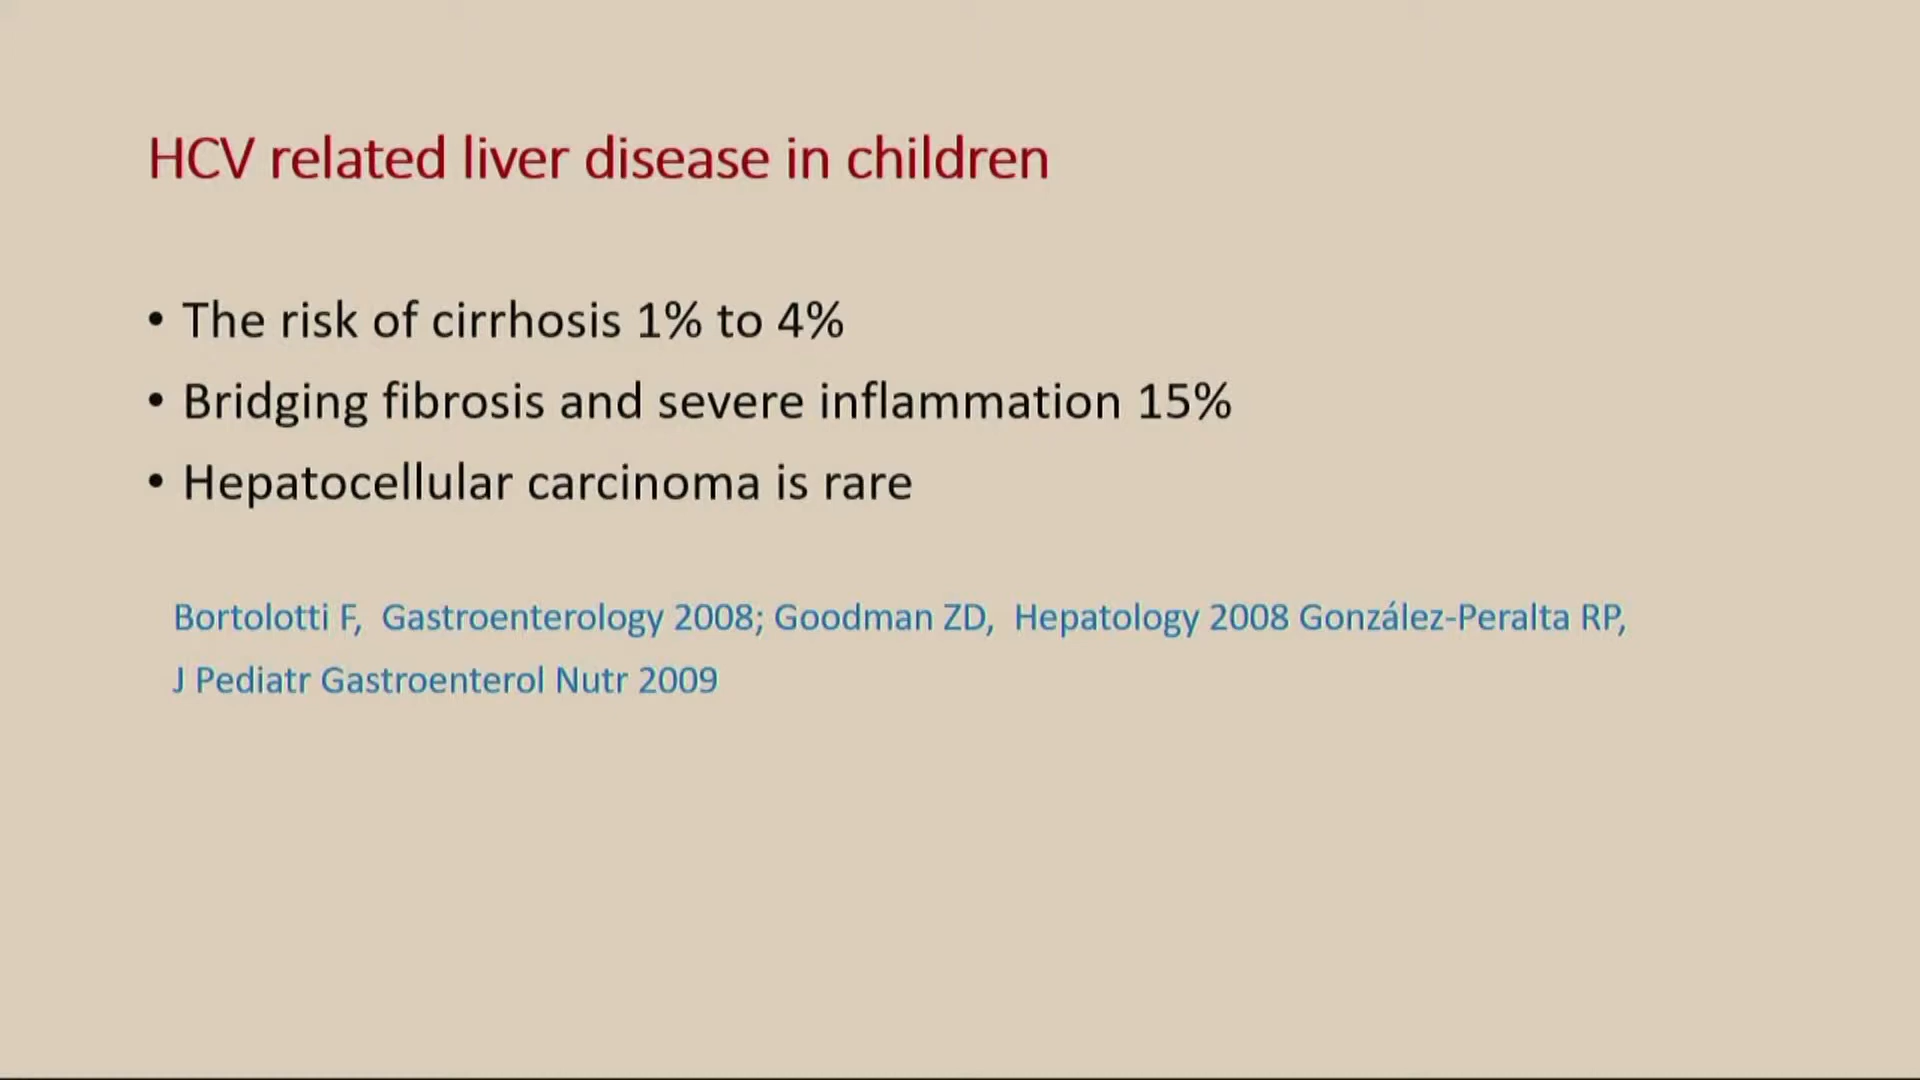 HCV related liver disease in children
• The risk of cirrhosis 1% to 4%
• Bridging fibrosis and severe inflammation 15%
• Hepatocellular carcinoma is rare
Bortolotti F, Gastroenterology 2008; Goodman ZD, Hepatology 2008 González-Peralta RP,
J Pediatr Gastroenterol Nutr 2009